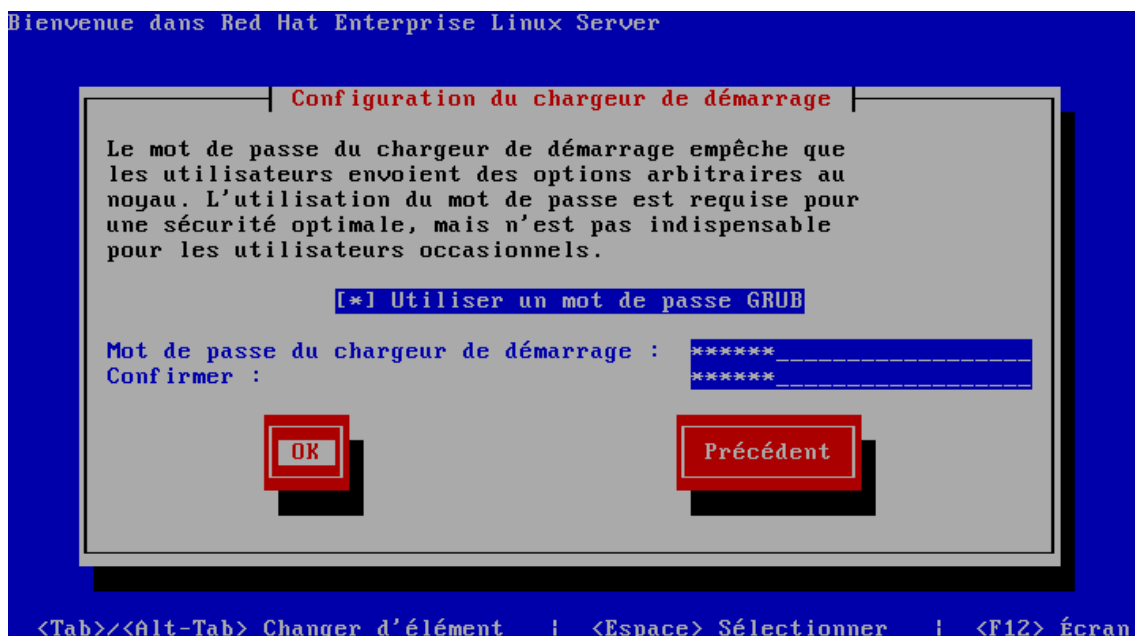 Bienvenue dans Red Hat Enterprise Linux Server
Configuration du chargeur de démarrage
Le mot de passe du chargeur de démarrage empêche que
les utilisateurs envoient des options arbitraires au
noyau. L'utilisation du mot de passe est requise pour
une sécurité optimale, mais n'est pas indispensable
pour les utilisateurs occasionnels.
[*] Utiliser un mot de passe GRUB
Mot de passe du chargeur de démarrage : ******____________________
Confirmer : ******____________________
OK Précédent
<Tab>/<Alt-Tab> Changer d'élément | <Espace> Sélectionner | <F12> Écran